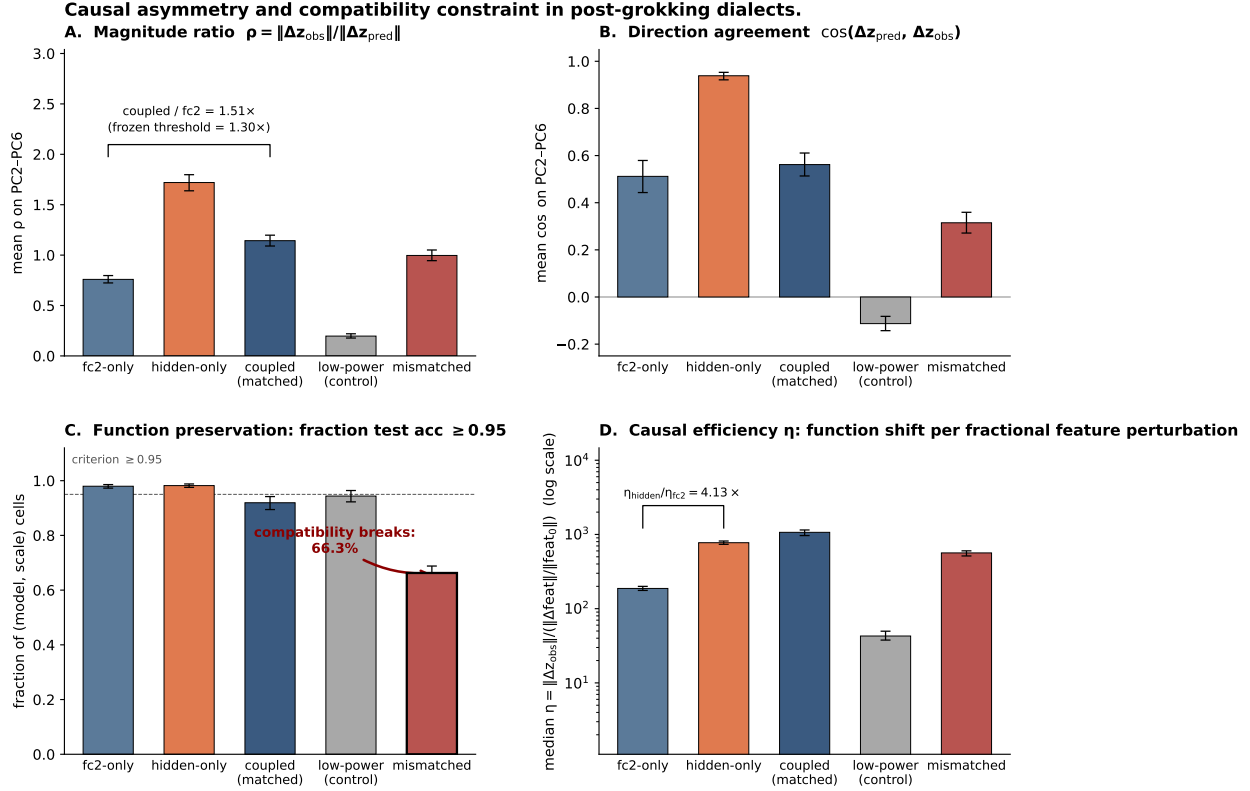 Causal asymmetry and compatibility constraint in post-grokking dialects.
A. Magnitude ratio ρ = ‖Δz_obs‖/‖Δz_pred‖
mean ρ on PC2–PC6
3.0
2.5
2.0
1.5
1.0
0.5
0.0
coupled / fc2 = 1.51×
(frozen threshold = 1.30×)
fc2-only hidden-only coupled (matched) low-power (control) mismatched
B. Direction agreement cos(Δz_pred, Δz_obs)
mean cos on PC2–PC6
1.0
0.8
0.6
0.4
0.2
0.0
−0.2
fc2-only hidden-only coupled (matched) low-power (control) mismatched
C. Function preservation: fraction test acc ≥0.95
fraction of (model, scale) cells
criterion ≥0.95
1.0
0.8
0.6
0.4
0.2
0.0
compatibility breaks:
66.3%
fc2-only hidden-only coupled (matched) low-power (control) mismatched
D. Causal efficiency η: function shift per fractional feature perturbation
median η = ‖Δz_obs‖/(‖Δfeat‖/‖feat_0‖) (log scale)
10⁴
10³
10²
10¹
η_hidden/η_fc2 = 4.13 ×
fc2-only hidden-only coupled (matched) low-power (control) mismatched